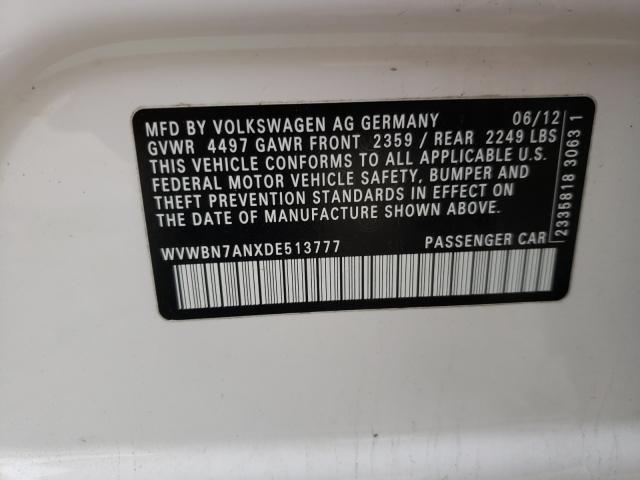 MFD BY VOLKSWAGEN AG GERMANY 06/12
GVWR 4497 GAWR FRONT 2359 / REAR 2249 LBS
THIS VEHICLE CONFORMS TO ALL APPLICABLE U.S.
FEDERAL MOTOR VEHICLE SAFETY, BUMPER AND
THEFT PREVENTION STANDARDS IN EFFECT ON
THE DATE OF MANUFACTURE SHOWN ABOVE.
WVWBN7ANXDE513777 PASSENGER CAR
2335818 3063 1